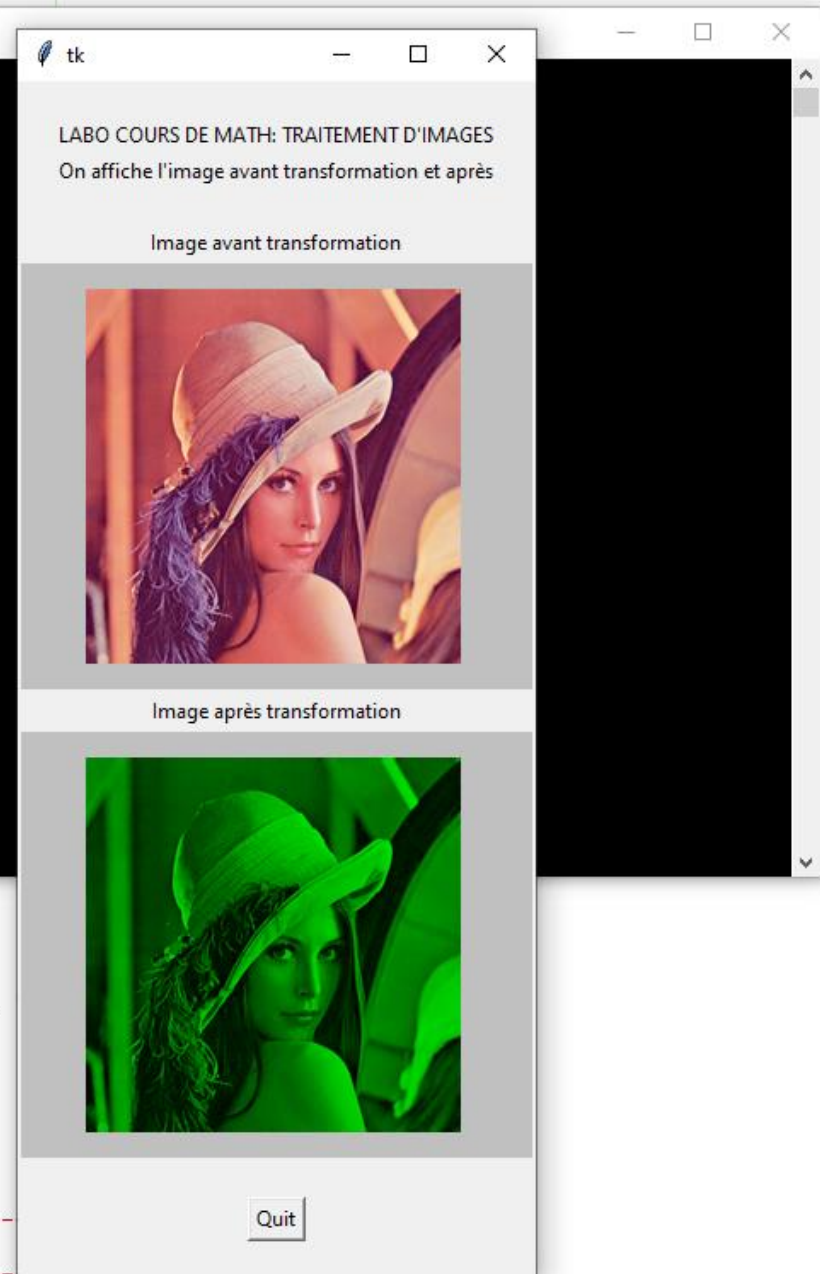 tk
LABO COURS DE MATH: TRAITEMENT D'IMAGES
On affiche l'image avant transformation et après
Image avant transformation
Image après transformation
Quit